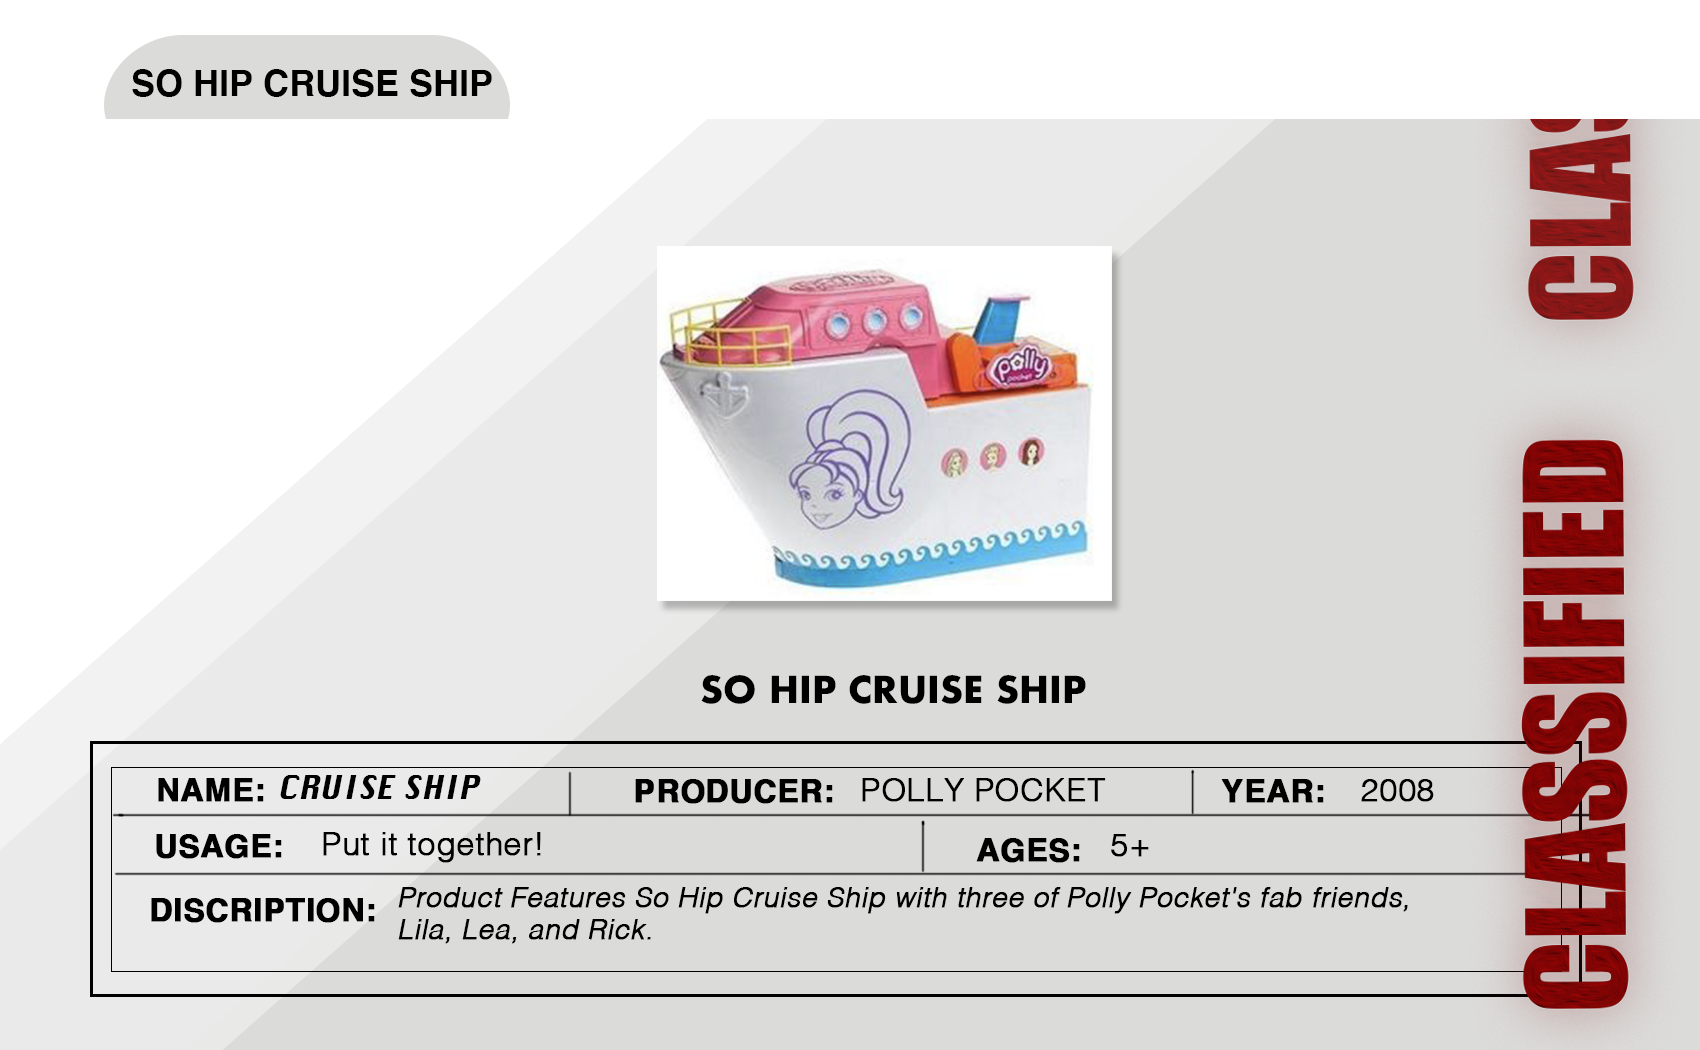 SO HIP CRUISE SHIP
CLAS
polly
pocket
SO HIP CRUISE SHIP
NAME: CRUISE SHIP PRODUCER: POLLY POCKET YEAR: 2008
USAGE: Put it together! AGES: 5+
DISCRIPTION: Product Features So Hip Cruise Ship with three of Polly Pocket's fab friends,
Lila, Lea, and Rick.
CLASSIFIED